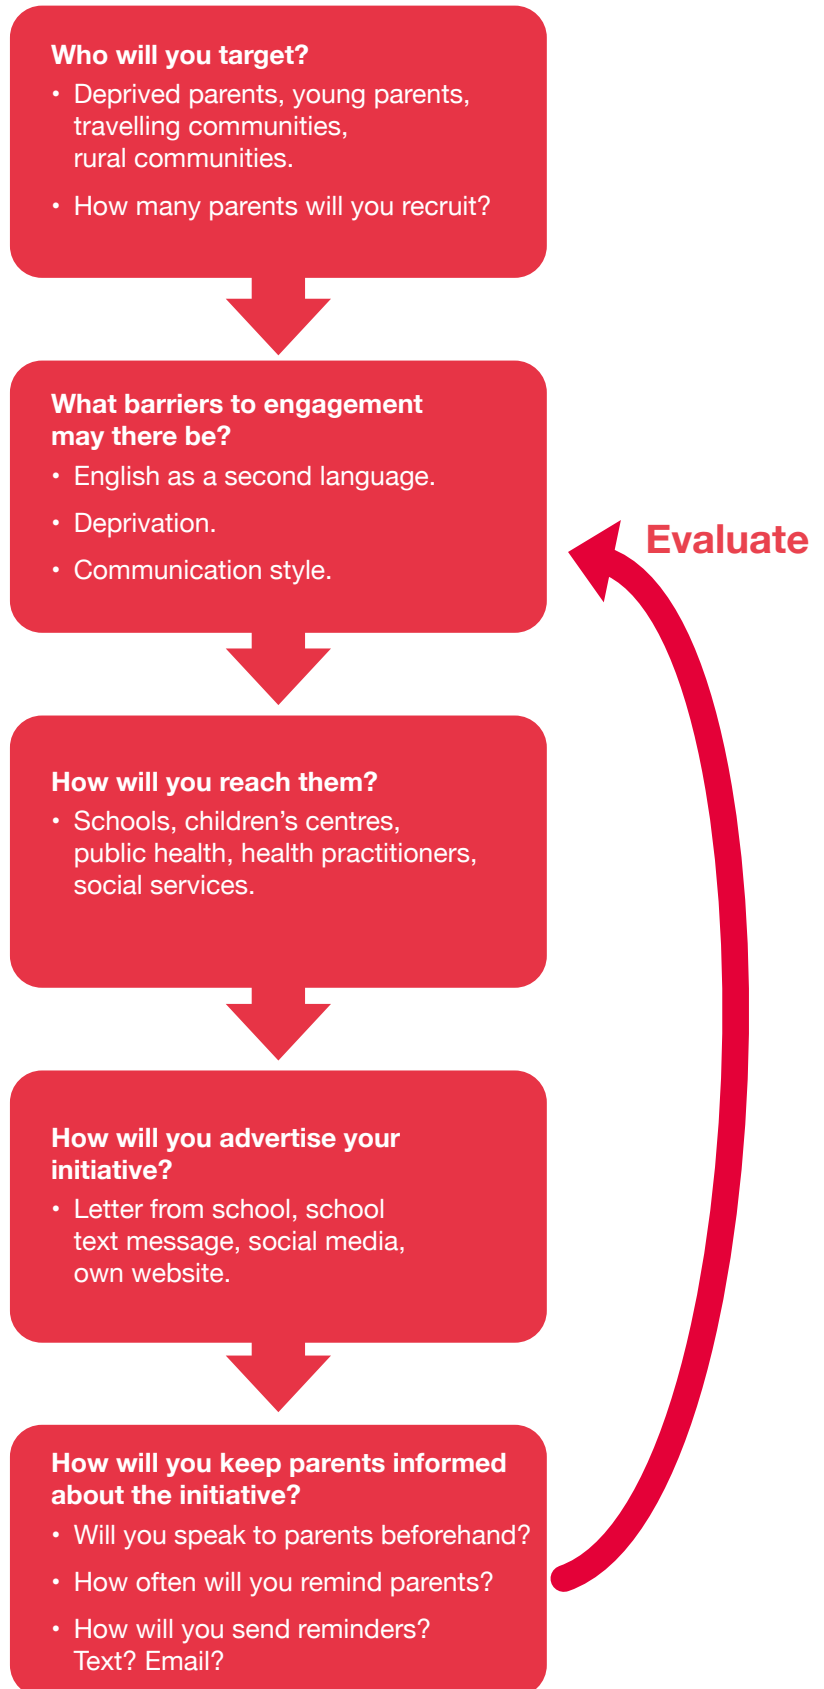 Who will you target?
• Deprived parents, young parents,
travelling communities,
rural communities.
• How many parents will you recruit?
What barriers to engagement
may there be?
• English as a second language.
• Deprivation.
• Communication style.
Evaluate
How will you reach them?
• Schools, children’s centres,
public health, health practitioners,
social services.
How will you advertise your
initiative?
• Letter from school, school
text message, social media,
own website.
How will you keep parents informed
about the initiative?
• Will you speak to parents beforehand?
• How often will you remind parents?
• How will you send reminders?
Text? Email?